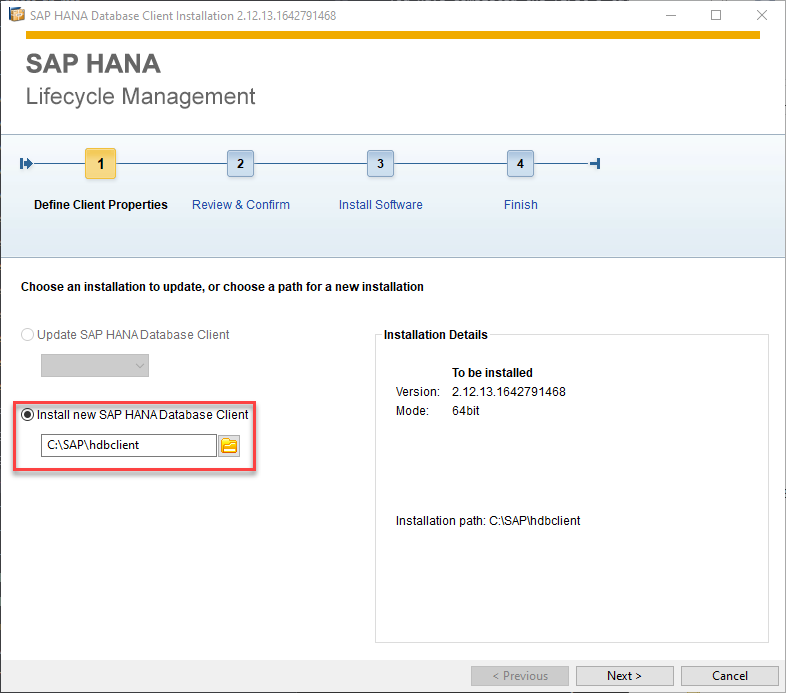 SAP HANA Database Client Installation 2.12.13.1642791468
SAP HANA
Lifecycle Management
1 2 3 4
Define Client Properties Review & Confirm Install Software Finish
Choose an installation to update, or choose a path for a new installation
Update SAP HANA Database Client
Install new SAP HANA Database Client
C:\SAP\hdbclient
Installation Details
To be installed
Version: 2.12.13.1642791468
Mode: 64bit
Installation path: C:\SAP\hdbclient
< Previous Next > Cancel